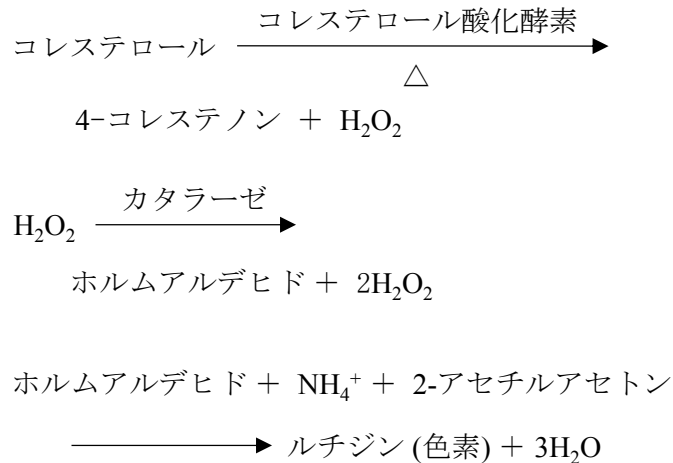 コレステロール酸化酵素
コレステロール
△
4-コレステノン + H₂O₂
カタラーゼ
H₂O₂
ホルムアルデヒド + 2H₂O₂
ホルムアルデヒド + NH₄⁺ + 2-アセチルアセトン
ルチジン (色素) + 3H₂O